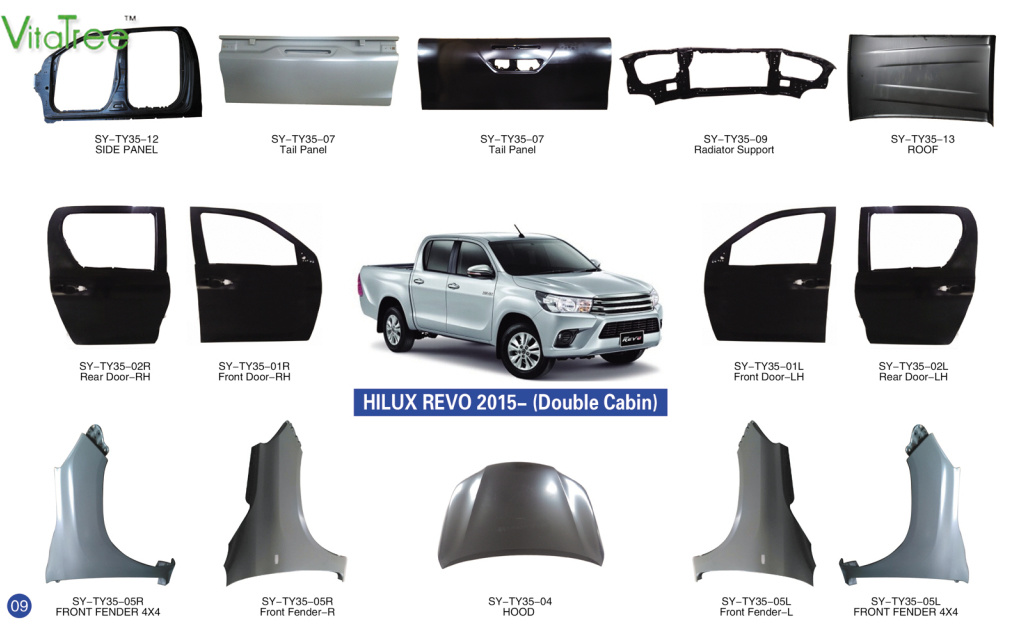 VitaTree™
SY-TY35-12
SIDE PANEL
SY-TY35-07
Tail Panel
SY-TY35-07
Tail Panel
SY-TY35-09
Radiator Support
SY-TY35-13
ROOF
SY-TY35-02R
Rear Door-RH
SY-TY35-01R
Front Door-RH
REVO
SY-TY35-01L
Front Door-LH
SY-TY35-02L
Rear Door-LH
HILUX REVO 2015- (Double Cabin)
SY-TY35-05R
FRONT FENDER 4X4
SY-TY35-05R
Front Fender-R
SY-TY35-04
HOOD
SY-TY35-05L
Front Fender-L
SY-TY35-05L
FRONT FENDER 4X4
09